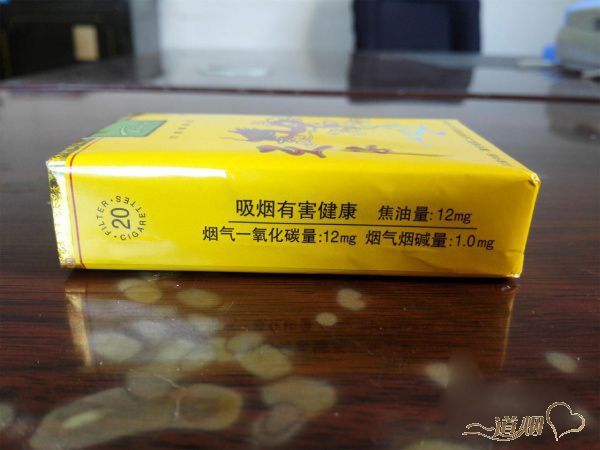 FILTER · CIGARETTES
20
吸烟有害健康 焦油量:12mg
烟气一氧化碳量:12mg 烟气烟碱量:1.0mg
一道烟